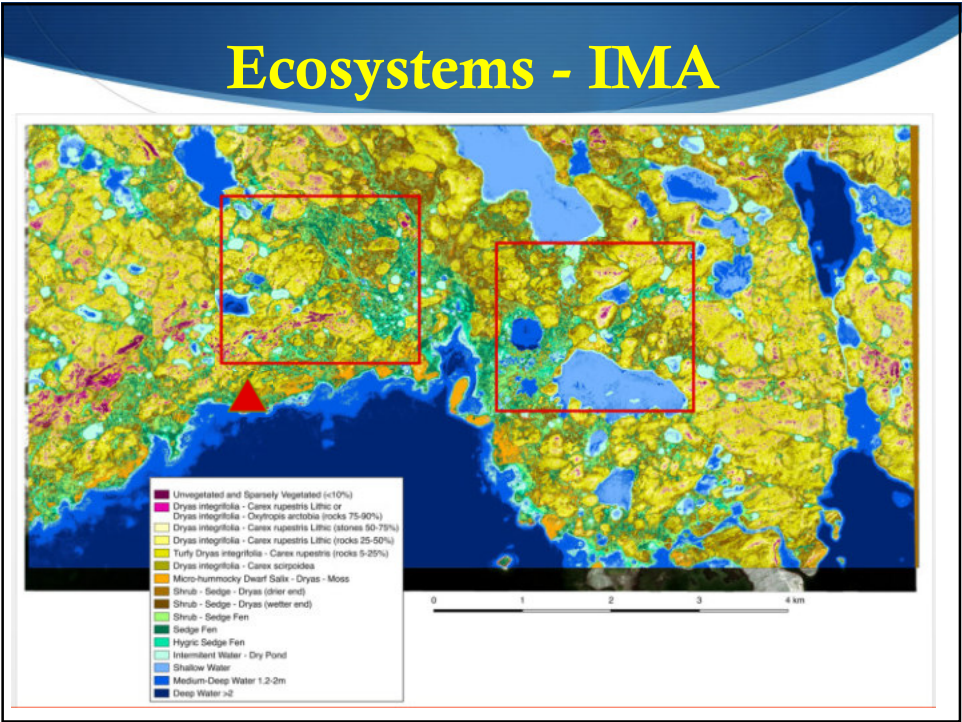 Ecosystems - IMA
Unvegetated and Sparsely Vegetated (<10%)
Dryas integrifolia - Carex rupestris Lithic or
Dryas integrifolia - Oxytropis arctobia (rocks 75-90%)
Dryas integrifolia - Carex rupestris Lithic (stones 50-75%)
Dryas integrifolia - Carex rupestris Lithic (rocks 25-50%)
Turfy Dryas integrifolia - Carex rupestris (rocks 5-25%)
Dryas integrifolia - Carex scirpoidea
Micro-hummocky Dwarf Salix - Dryas - Moss
Shrub - Sedge - Dryas (drier end)
Shrub - Sedge - Dryas (wetter end)
Shrub - Sedge Fen
Sedge Fen
Hygric Sedge Fen
Intermitent Water - Dry Pond
Shallow Water
Medium-Deep Water 1.2-2m
Deep Water >2
0 1 2 3 4 km